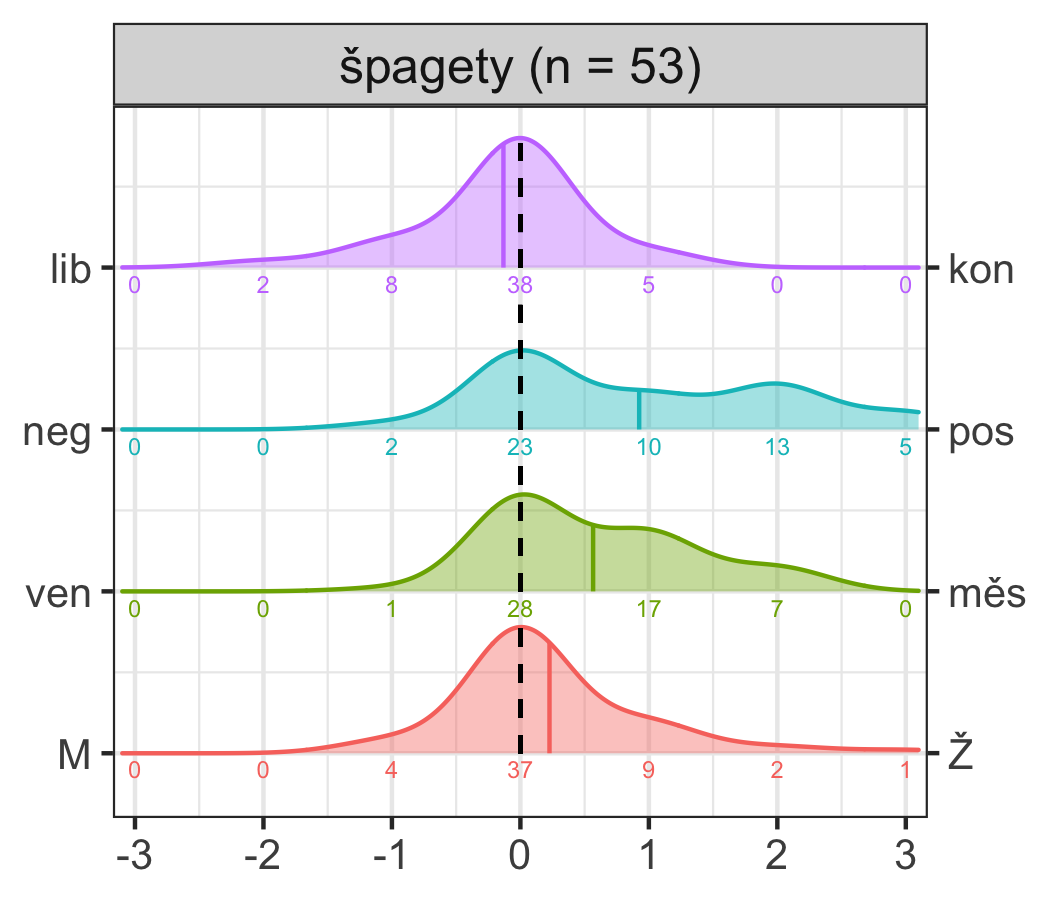 špagety (n = 53)
lib kon
0 2 8 38 5 0 0
neg pos
0 0 2 23 10 13 5
ven měs
0 0 1 28 17 7 0
M Ž
0 0 4 37 9 2 1
-3 -2 -1 0 1 2 3